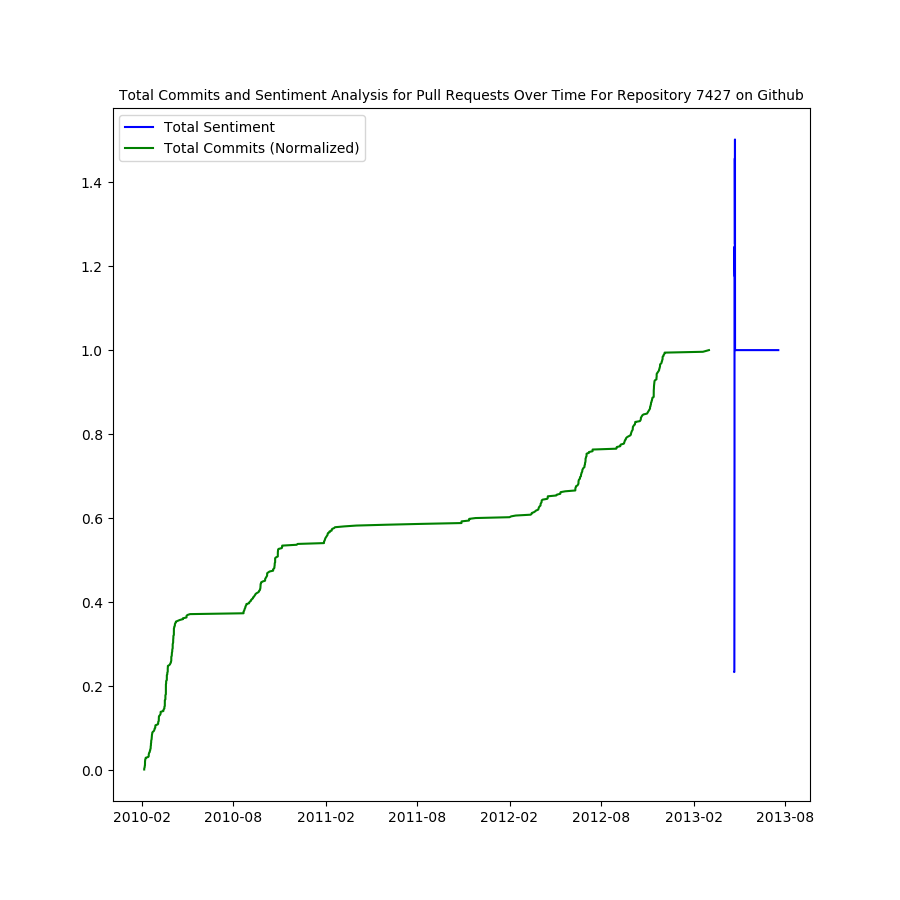 Total Commits and Sentiment Analysis for Pull Requests Over Time For Repository 7427 on Github
Total Sentiment
Total Commits (Normalized)
1.4
1.2
1.0
0.8
0.6
0.4
0.2
0.0
2010-02 2010-08 2011-02 2011-08 2012-02 2012-08 2013-02 2013-08